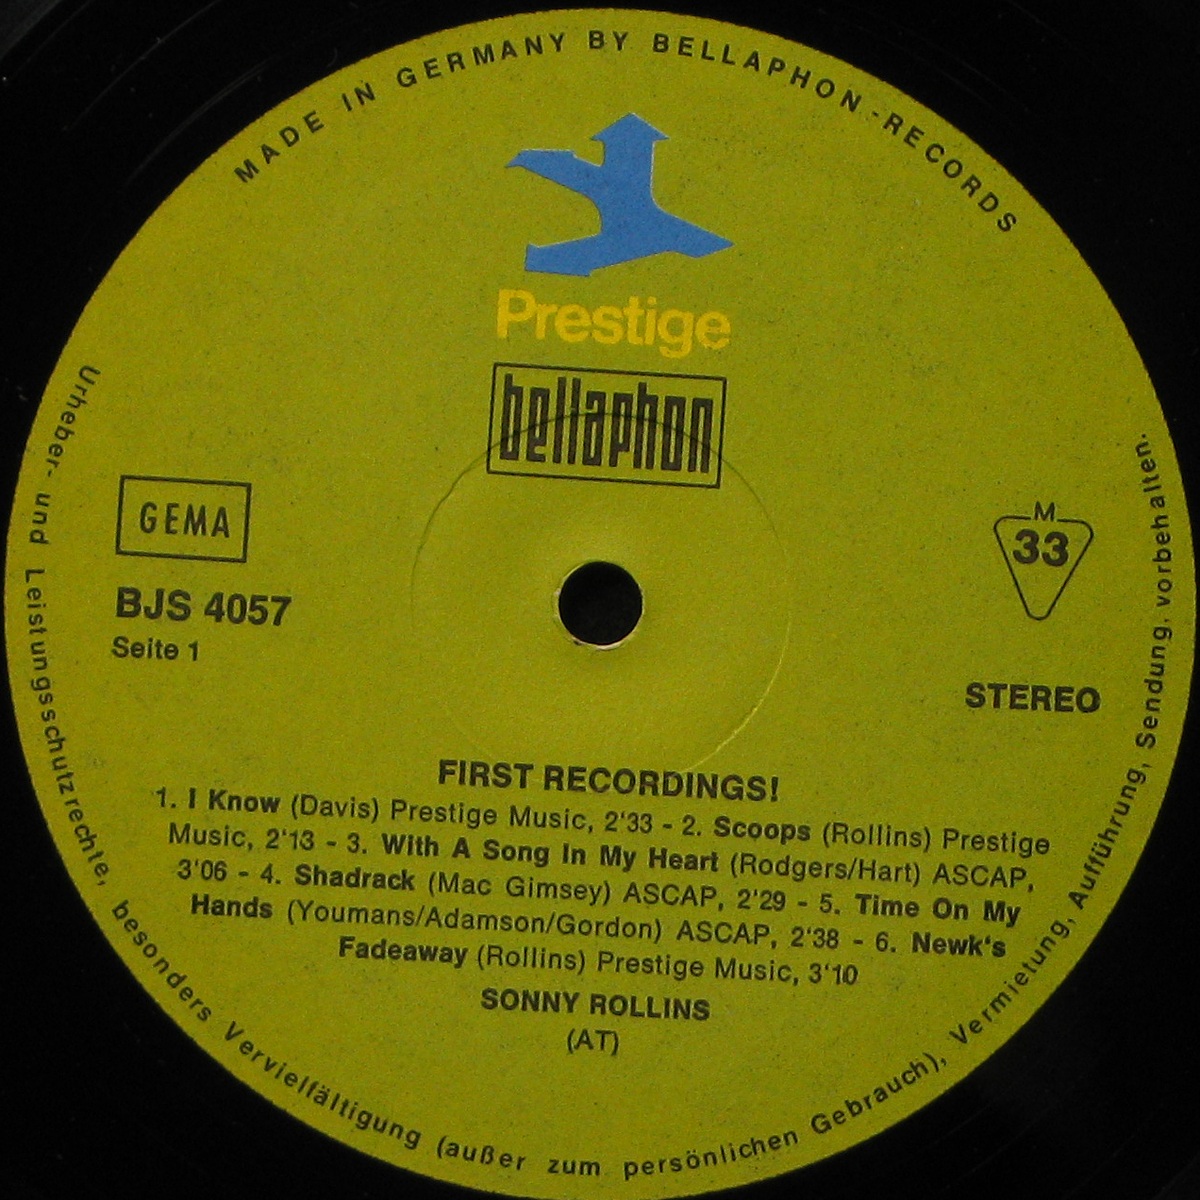 MADE IN GERMANY BY BELLAPHON-RECORDS
Prestige
bellaphon
GEMA
BJS 4057
Seite 1
M
33
STEREO
FIRST RECORDINGS!
1. I Know (Davis) Prestige Music, 2'33 - 2. Scoops (Rollins) Prestige
Music, 2'13 - 3. With A Song In My Heart (Rodgers/Hart) ASCAP,
3'06 - 4. Shadrack (Mac Gimsey) ASCAP, 2'29 - 5. Time On My
Hands (Youmans/Adamson/Gordon) ASCAP, 2'38 - 6. Newk's
Fadeaway (Rollins) Prestige Music, 3'10
SONNY ROLLINS
(AT)
Urheber- und Leistungsschutzrechte, besonders Vervielfältigung (außer zum persönlichen Gebrauch), Vermietung, Aufführung, Sendung, vorbehalten.